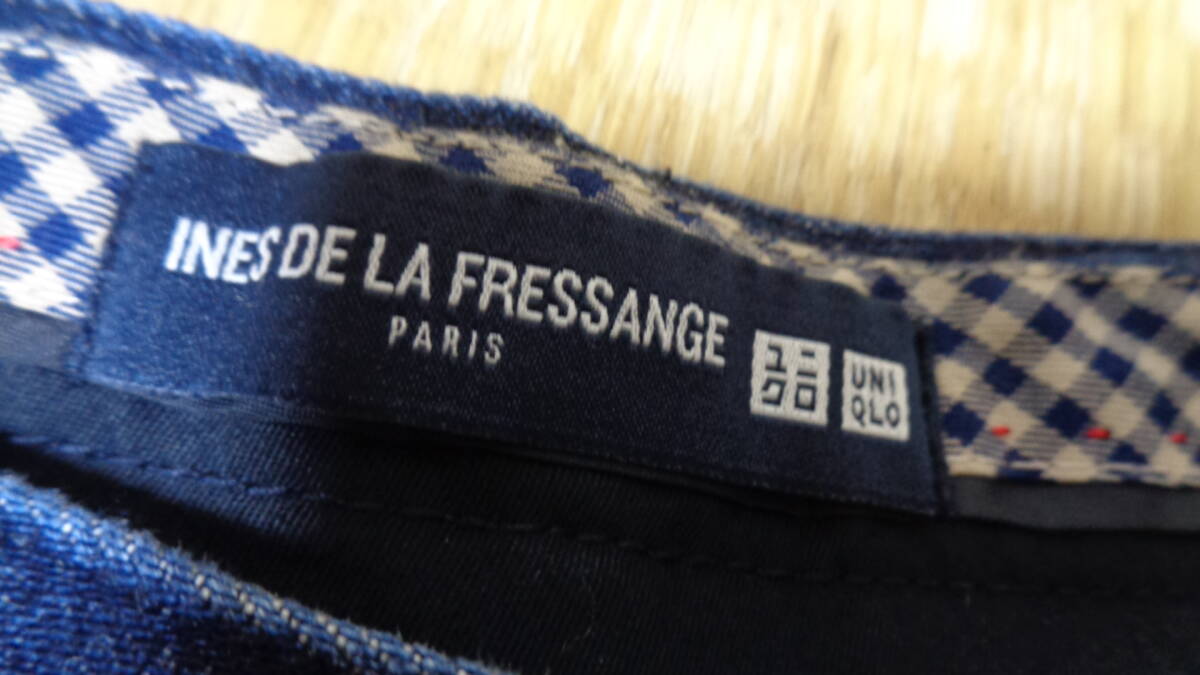 INES DE LA FRESSANGE
PARIS
ユニ
クロ
UNI
QLO